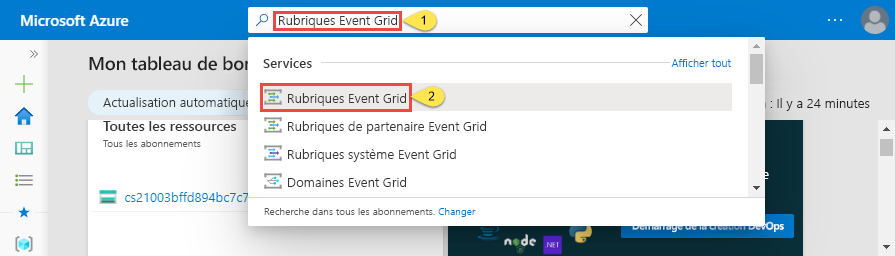 Microsoft Azure
Rubriques Event Grid
1
Services
Afficher tout
Mon tableau de bor
Actualisation automatique
: Il y a 24 minutes
Rubriques Event Grid
2
Toutes les ressources
Rubriques de partenaire Event Grid
Tous les abonnements
Rubriques système Event Grid
cs21003bffd894bc7c7
Domaines Event Grid
Recherche dans tous les abonnements. Changer
Démarrage de la création DevOps
node
NET